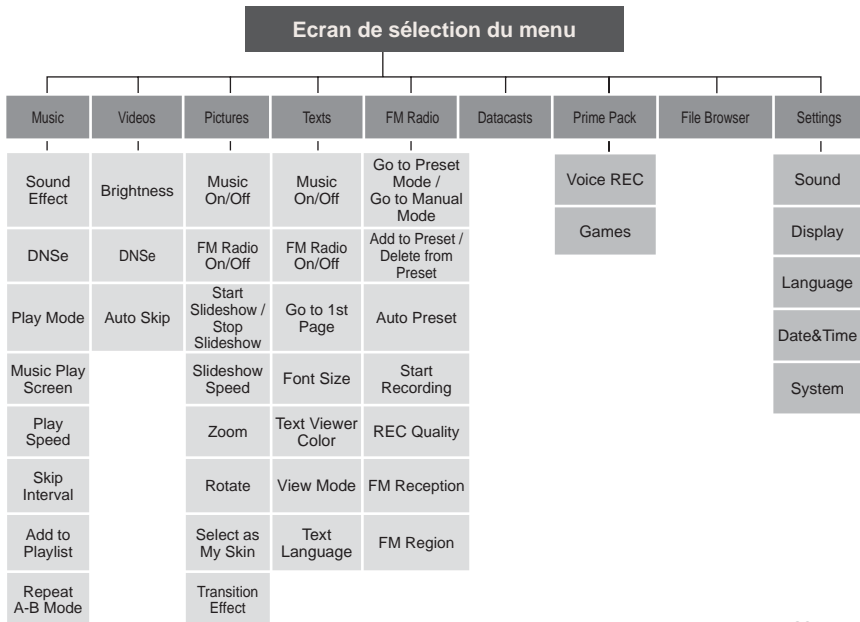 Ecran de sélection du menu
Music
Videos
Pictures
Texts
FM Radio
Datacasts
Prime Pack
File Browser
Settings
Sound
Effect
DNSe
Play Mode
Music Play
Screen
Play
Speed
Skip
Interval
Add to
Playlist
Repeat
A-B Mode
Brightness
DNSe
Auto Skip
Music
On/Off
FM Radio
On/Off
Start
Slideshow /
Stop
Slideshow
Slideshow
Speed
Zoom
Rotate
Select as
My Skin
Transition
Effect
Music
On/Off
FM Radio
On/Off
Go to 1st
Page
Font Size
Text Viewer
Color
View Mode
Text
Language
Go to Preset
Mode /
Go to Manual
Mode
Add to Preset /
Delete from
Preset
Auto Preset
Start
Recording
REC Quality
FM Reception
FM Region
Voice REC
Games
Sound
Display
Language
Date&Time
System